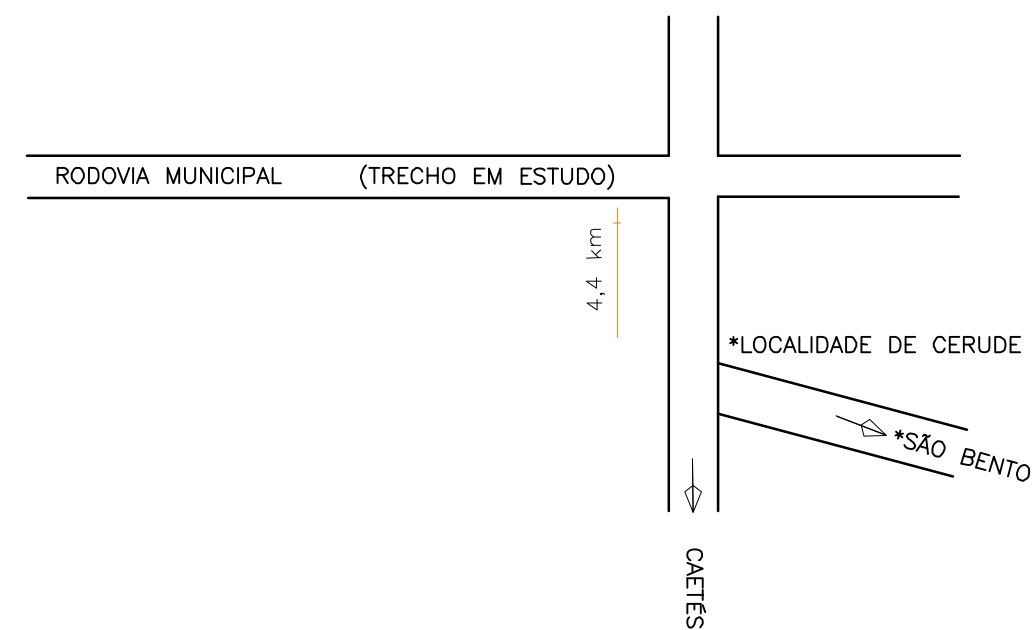 RODOVIA MUNICIPAL (TRECHO EM ESTUDO)
4,4 km
*LOCALIDADE DE CERUDE
*SÃO BENTO
CAETÉS